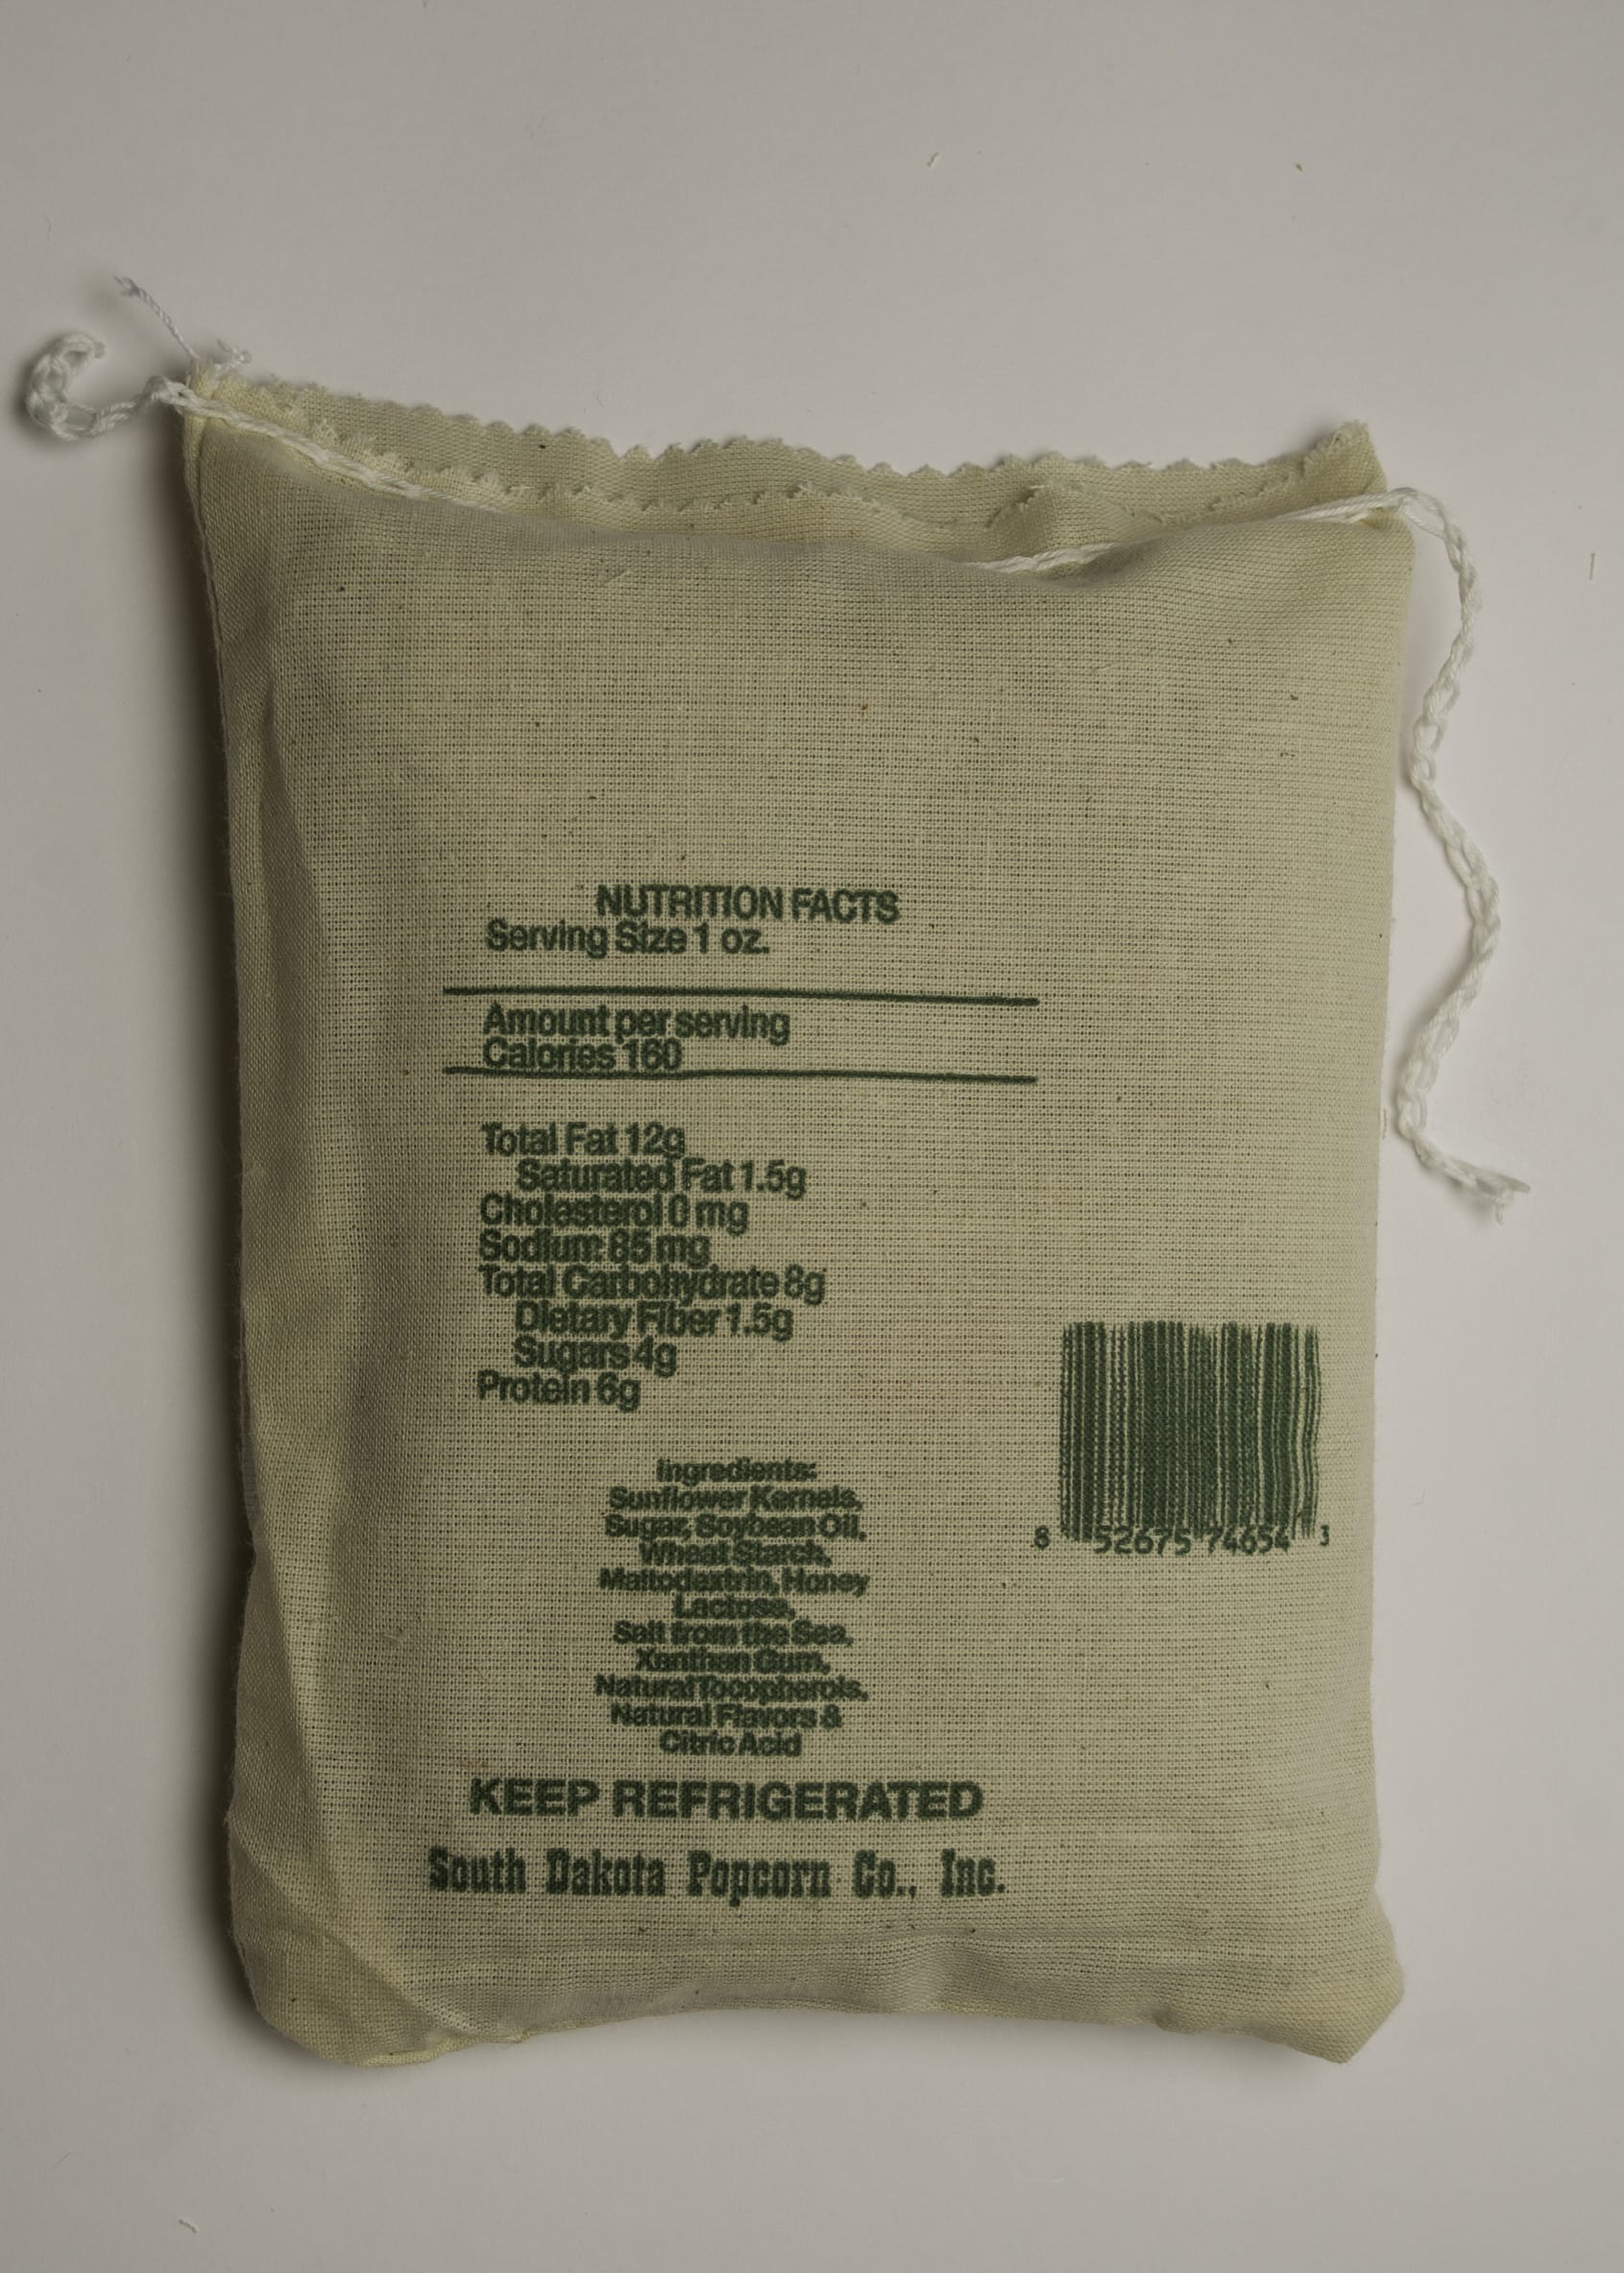 NUTRITION FACTS
Serving Size 1 oz.
Amount per serving
Calories 160
Total Fat 12g
Saturated Fat 1.5g
Cholesterol 0 mg
Sodium 85 mg
Total Carbohydrate 8g
Dietary Fiber 1.5g
Sugars 4g
Protein 6g
Ingredients:
Sunflower Kernels,
Sugar, Soybean Oil,
Wheat Starch,
Maltodextrin, Honey
Lactose,
Salt from the Sea,
Xanthan Gum,
Natural Tocopherols,
Natural Flavors &
Citric Acid
KEEP REFRIGERATED
South Dakota Popcorn Co., Inc.
8 52675 74654 3